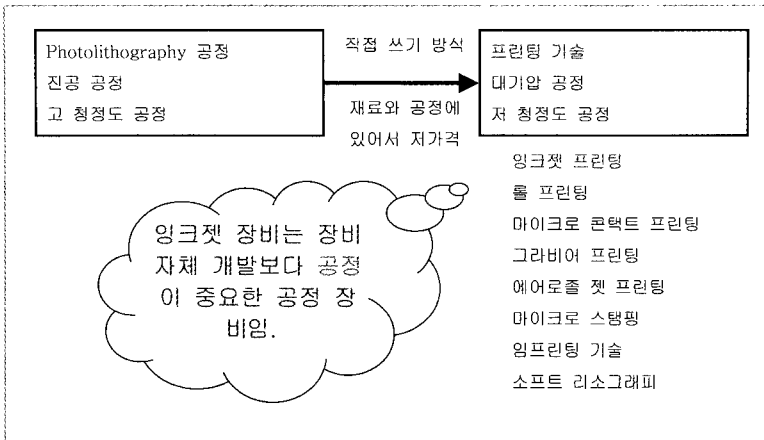 Photolithography 공정
진공 공정
고 청정도 공정
직접 쓰기 방식
재료와 공정에
있어서 저가격
프린팅 기술
대기압 공정
저 청정도 공정
잉크젯 프린팅
롤 프린팅
마이크로 콘택트 프린팅
그라비어 프린팅
에어로졸 젯 프린팅
마이크로 스탬핑
임프린팅 기술
소프트 리소그래피
잉크젯 장비는 장비
자체 개발보다 공정
이 중요한 공정 장
비임.